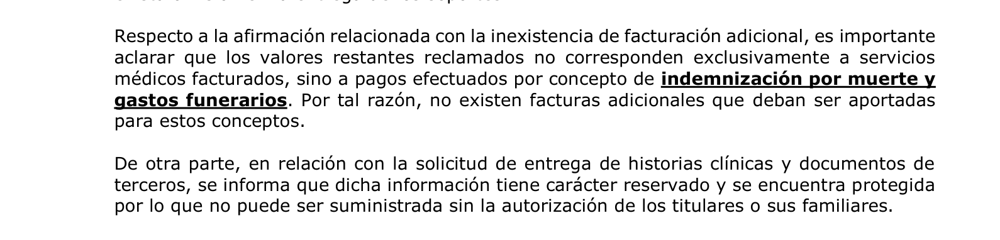 Respecto a la afirmación relacionada con la inexistencia de facturación adicional, es importante
aclarar que los valores restantes reclamados no corresponden exclusivamente a servicios
médicos facturados, sino a pagos efectuados por concepto de indemnización por muerte y
gastos funerarios. Por tal razón, no existen facturas adicionales que deban ser aportadas
para estos conceptos.
De otra parte, en relación con la solicitud de entrega de historias clínicas y documentos de
terceros, se informa que dicha información tiene carácter reservado y se encuentra protegida
por lo que no puede ser suministrada sin la autorización de los titulares o sus familiares.